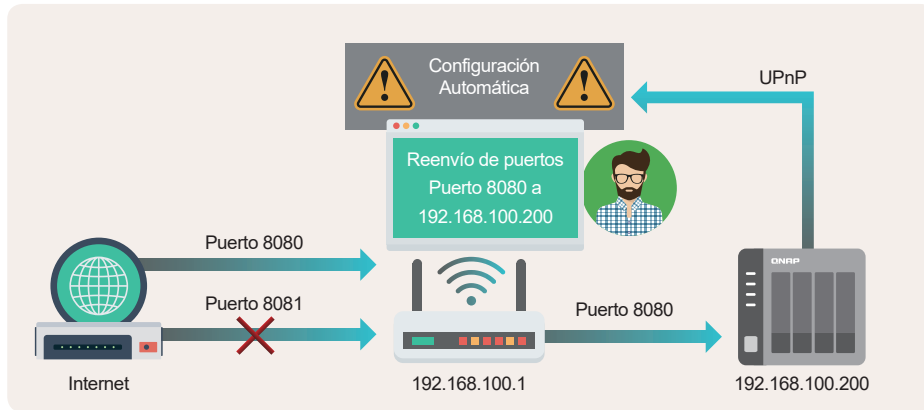 Configuración
Automática
UPnP
Reenvío de puertos
Puerto 8080 a
192.168.100.200
Puerto 8080
Puerto 8081
Puerto 8080
QNAP
Internet
192.168.100.1
192.168.100.200